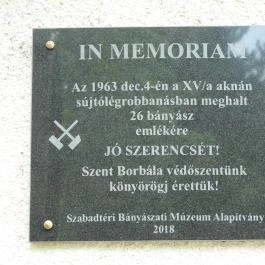 IN MEMORIAM
Az 1963 dec.4-én a XV/a aknán
sújtólégrobbanásban meghalt
26 bányász
emlékére
JÓ SZERENCSÉT!
Szent Borbála védőszentünk
könyörögj érettük!
Szabadtéri Bányászati Múzeum Alapítvány
2018